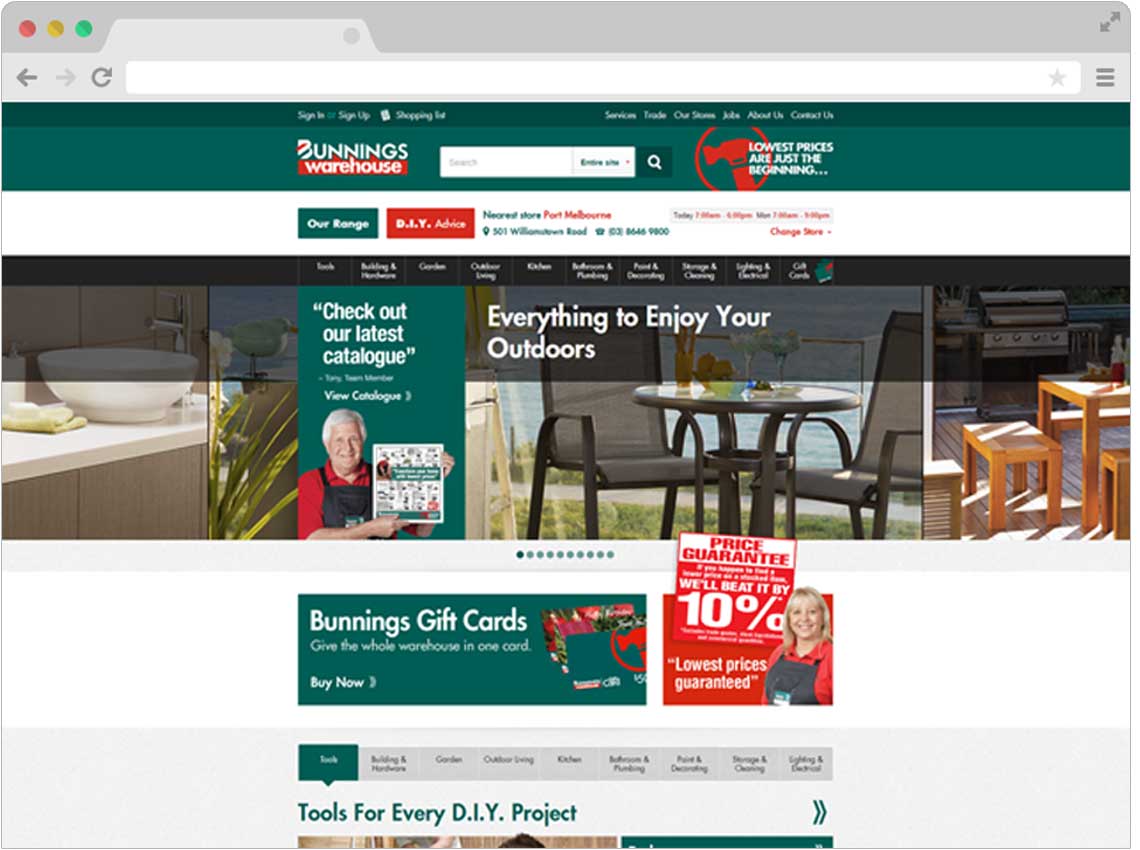 Sign In or Sign Up Shopping list
Services Trade Our Stores Jobs About Us Contact Us
BUNNINGS
warehouse
Search
Entire site
LOWEST PRICES
ARE JUST THE
BEGINNING...
Our Range
D.I.Y. Advice
Nearest store Port Melbourne
501 Williamstown Road (03) 8646 9800
Today 7:00am - 6:00pm Mon 7:00am - 9:00pm
Change Store
Tools
Building &
Hardware
Garden
Outdoor
Living
Kitchen
Bathroom &
Plumbing
Paint &
Decorating
Storage &
Cleaning
Lighting &
Electrical
Gift
Cards
“Check out
our latest
catalogue”
- Tony, Team Member
View Catalogue
Everything to Enjoy Your
Outdoors
Bunnings Gift Cards
Give the whole warehouse in one card.
Buy Now
PRICE
GUARANTEE
If you happen to find a
lower price on a stocked item,
WE'LL BEAT IT BY
10%
“Lowest prices
guaranteed”
Tools
Building &
Hardware
Garden
Outdoor Living
Kitchen
Bathroom &
Plumbing
Paint &
Decorating
Storage &
Cleaning
Lighting &
Electrical
Tools For Every D.I.Y. Project